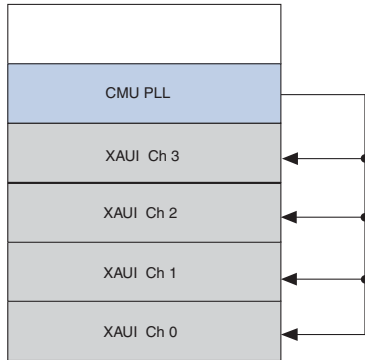 CMU PLL
XAUI Ch 3
XAUI Ch 2
XAUI Ch 1
XAUI Ch 0